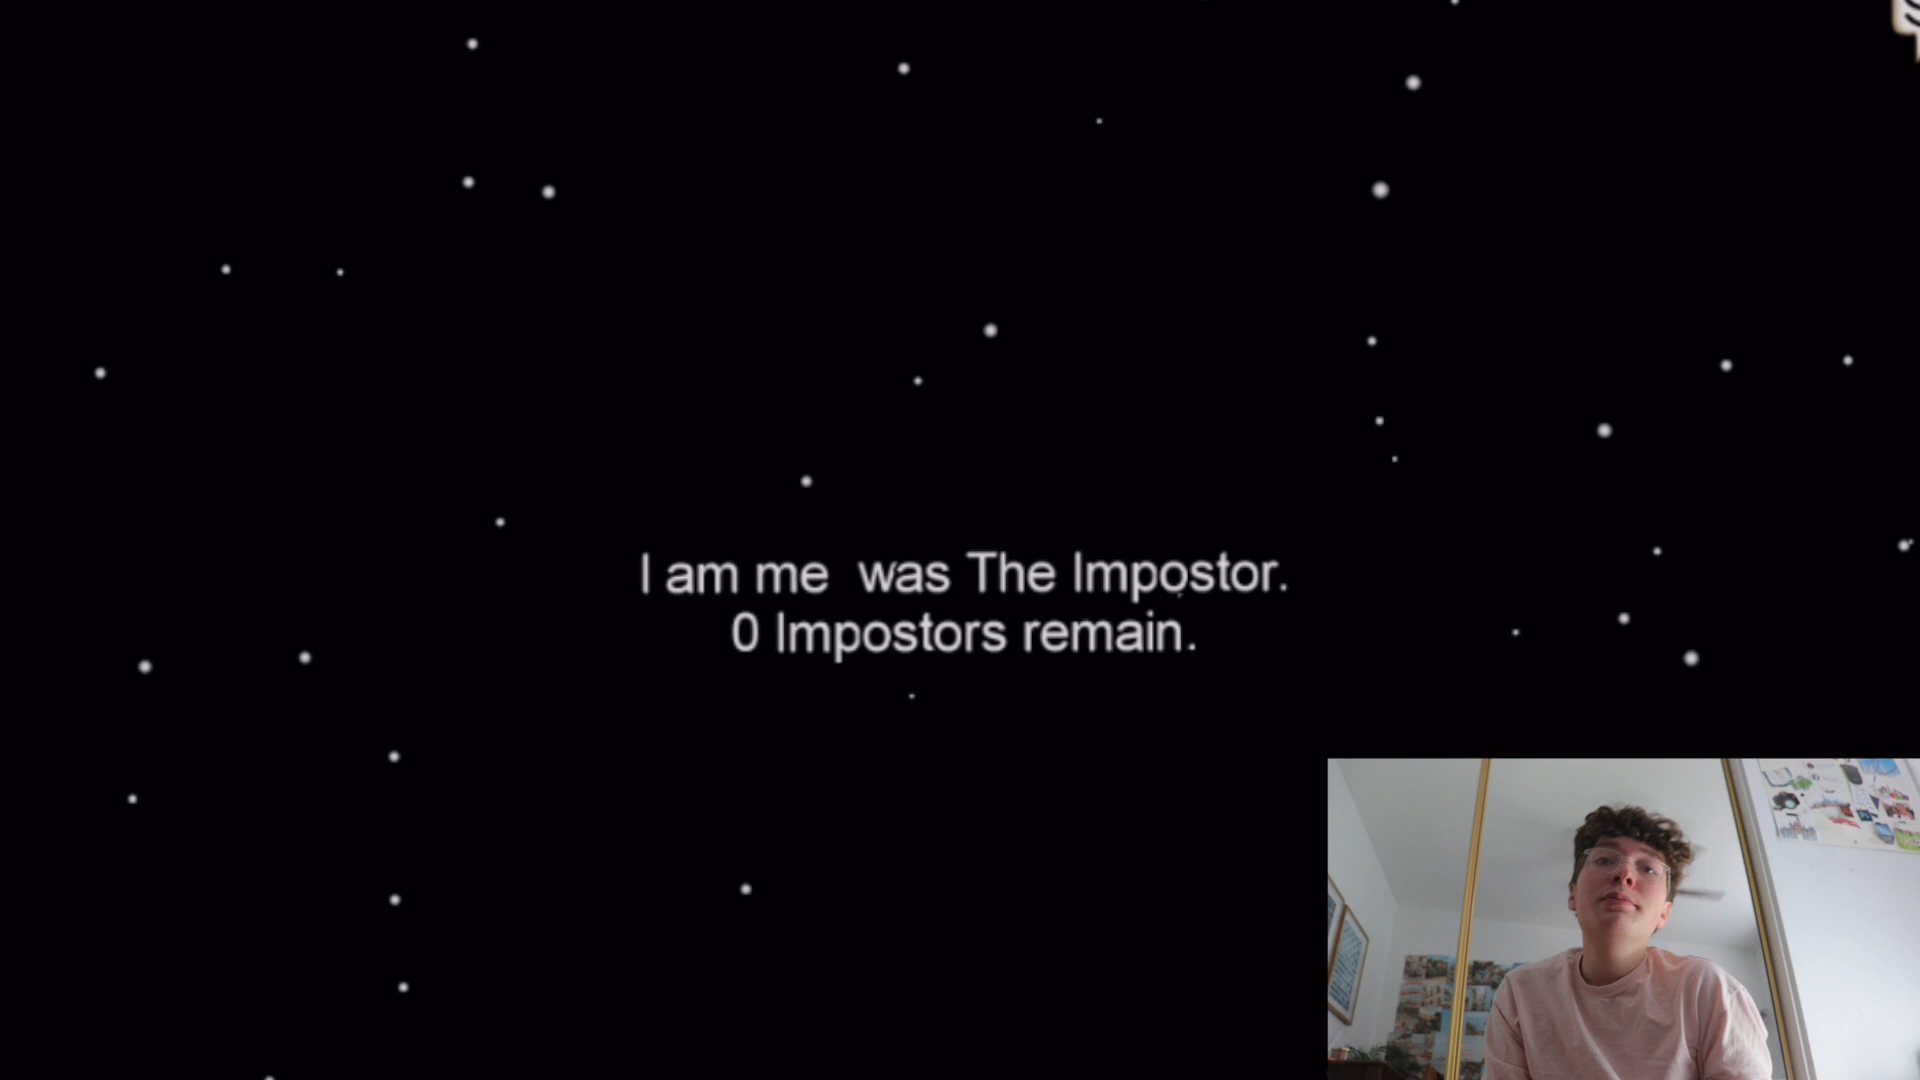 I am me  was The Impostor.
0 Impostors remain.